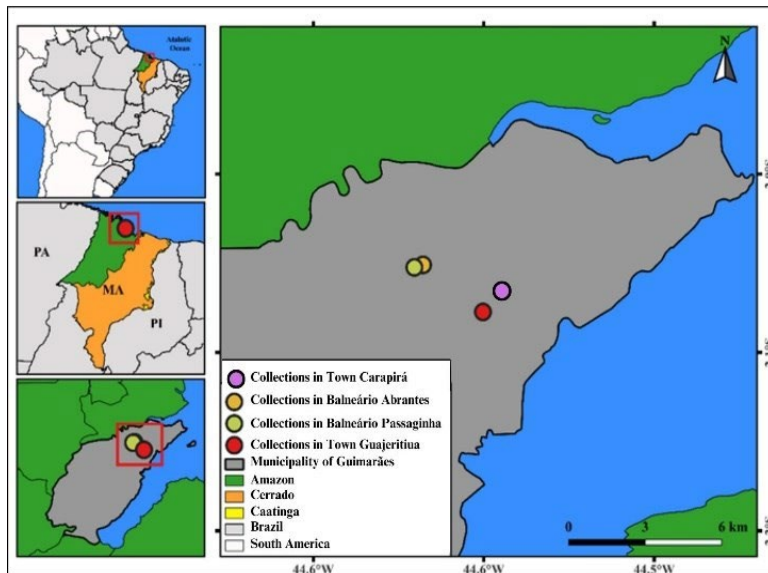 Atlalutic
Ocean
PA
MA
PI
N
Collections in Town Carapirá
Collections in Balneário Abrantes
Collections in Balneário Passaginha
Collections in Town Guajeritiua
Municipality of Guimarães
Amazon
Cerrado
Caatinga
Brazil
South America
0 3 6 km
44.6°W 44.6°W 44.5°W